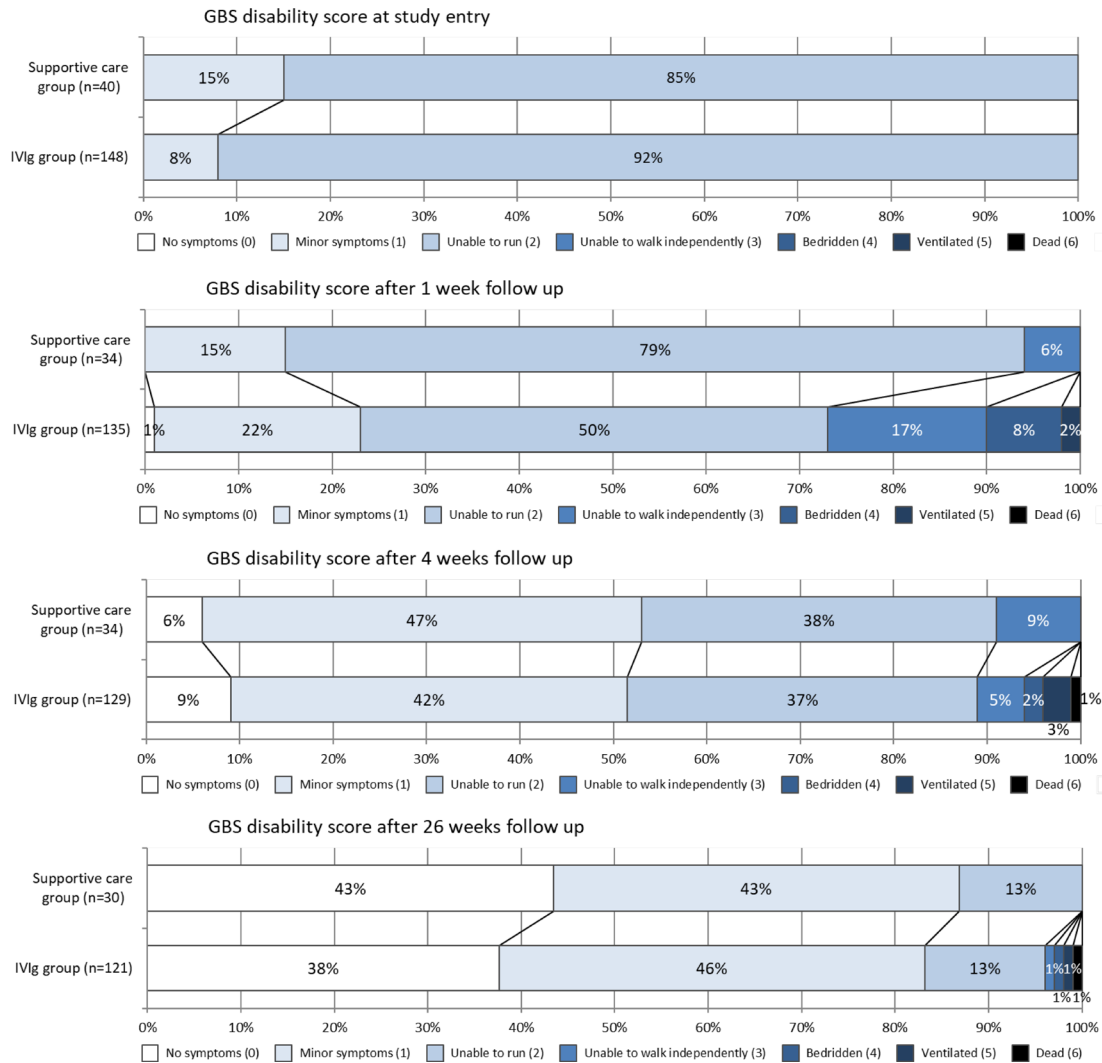 GBS disability score at study entry
Supportive care
group (n=40)
15%
85%
IVIg group (n=148)
8%
92%
0% 10% 20% 30% 40% 50% 60% 70% 80% 90% 100%
No symptoms (0) Minor symptoms (1) Unable to run (2) Unable to walk independently (3) Bedridden (4) Ventilated (5) Dead (6)
GBS disability score after 1 week follow up
Supportive care
group (n=34)
15%
79%
6%
IVIg group (n=135)
1%
22%
50%
17%
8%
2%
0% 10% 20% 30% 40% 50% 60% 70% 80% 90% 100%
No symptoms (0) Minor symptoms (1) Unable to run (2) Unable to walk independently (3) Bedridden (4) Ventilated (5) Dead (6)
GBS disability score after 4 weeks follow up
Supportive care
group (n=34)
6%
47%
38%
9%
IVIg group (n=129)
9%
42%
37%
5%
2%
3%
1%
0% 10% 20% 30% 40% 50% 60% 70% 80% 90% 100%
No symptoms (0) Minor symptoms (1) Unable to run (2) Unable to walk independently (3) Bedridden (4) Ventilated (5) Dead (6)
GBS disability score after 26 weeks follow up
Supportive care
group (n=30)
43%
43%
13%
IVIg group (n=121)
38%
46%
13%
1%
1%
1%
1%
0% 10% 20% 30% 40% 50% 60% 70% 80% 90% 100%
No symptoms (0) Minor symptoms (1) Unable to run (2) Unable to walk independently (3) Bedridden (4) Ventilated (5) Dead (6)